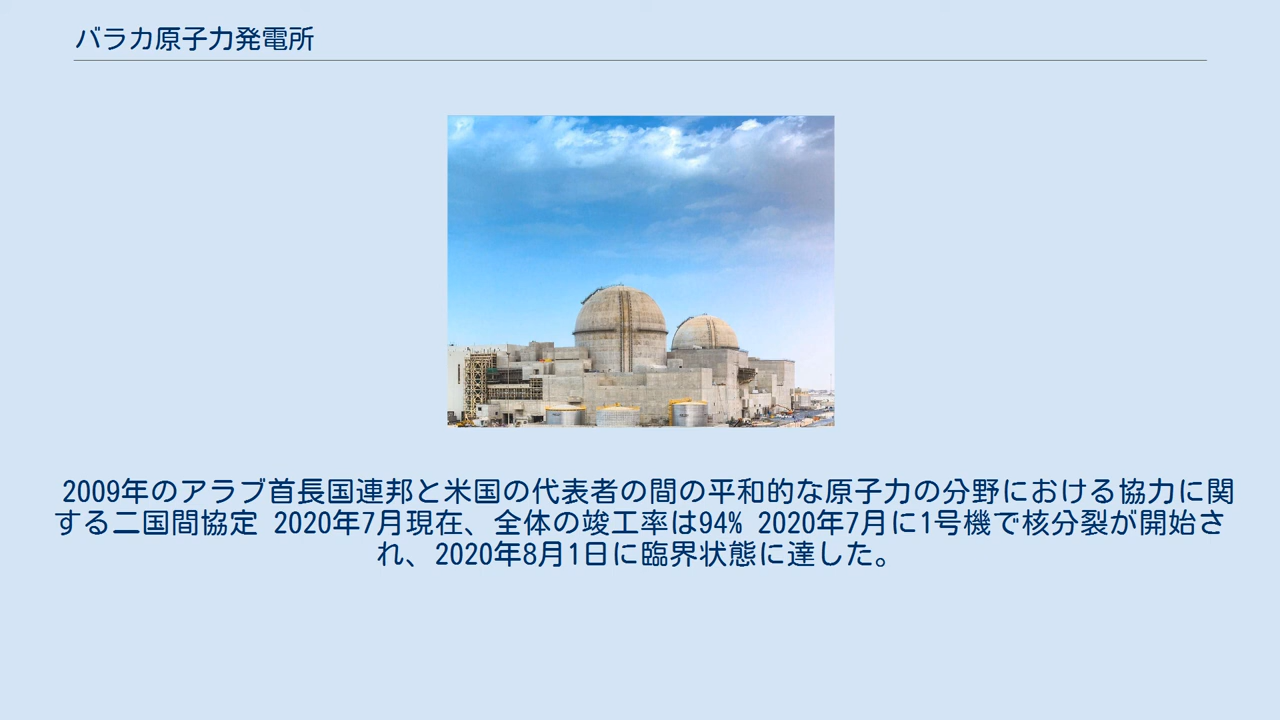 バラカ原子力発電所
2009年のアラブ首長国連邦と米国の代表者の間の平和的な原子力の分野における協力に関
する二国間協定 2020年7月現在、全体の竣工率は94% 2020年7月に1号機で核分裂が開始さ
れ、2020年8月1日に臨界状態に達した。